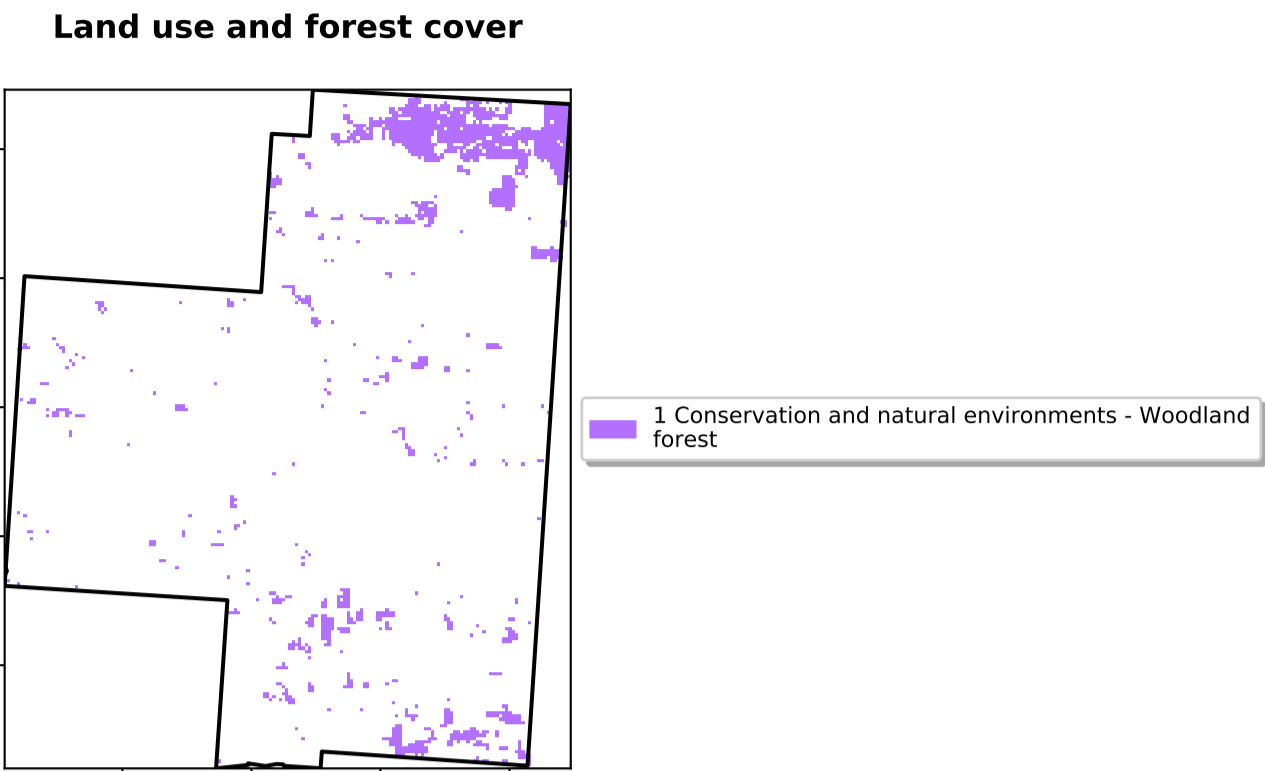 Land use and forest cover
1 Conservation and natural environments - Woodland
forest